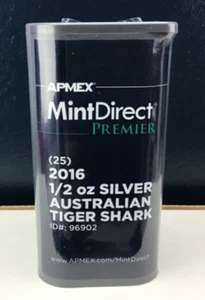 APMEX®
MintDirect®
PREMIER
(25)
2016
1/2 oz SILVER
AUSTRALIAN
TIGER SHARK
ID#: 96902
www.APMEX.com/MintDirect